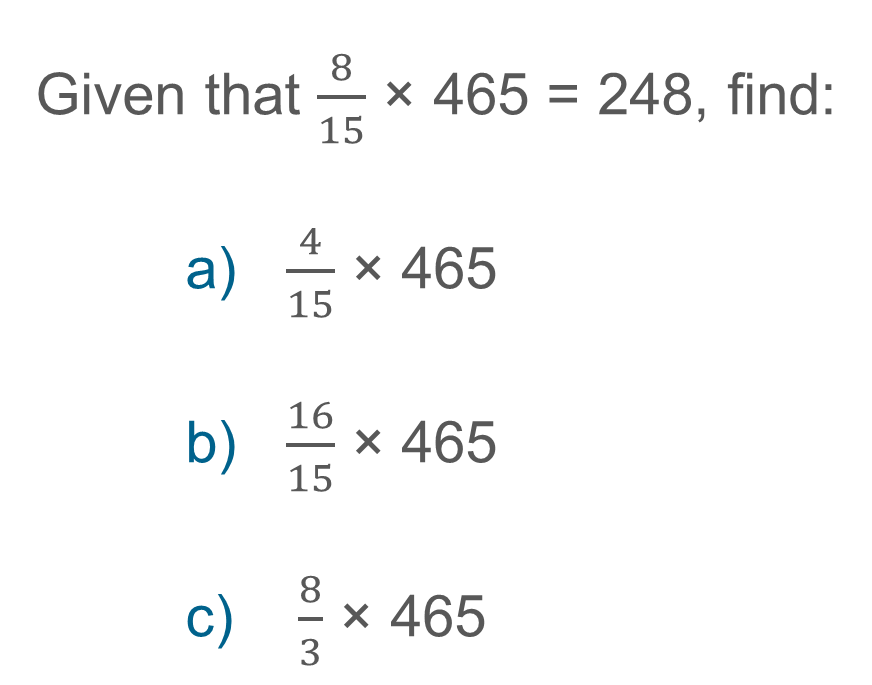 Given that 8/15 × 465 = 248, find:
a) 4/15 × 465
b) 16/15 × 465
c) 8/3 × 465